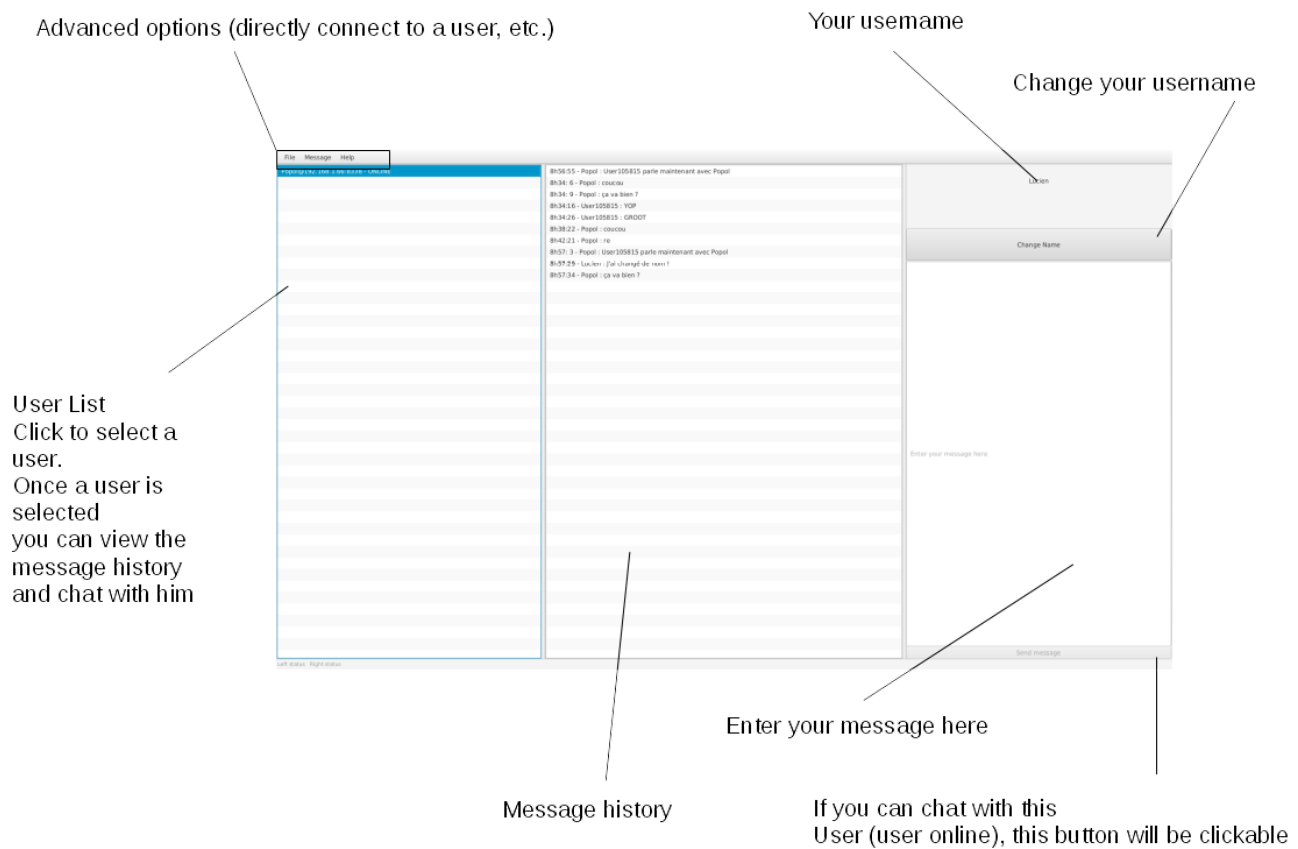 Advanced options (directly connect to a user, etc.)
Your username
Change your username
File Message Help
8h56:55 - Popol : User105815 parle maintenant avec Popol
8h34: 6 - Popol : coucou
8h34: 9 - Popol : ça va bien ?
8h34:16 - User105815 : YOP
8h34:26 - User105815 : GROOT
8h38:22 - Popol : coucou
8h42:21 - Popol : re
8h57: 3 - Popol : User105815 parle maintenant avec Popol
8h57:29 - Lucien : J'ai changé de nom !
8h57:34 - Popol : ça va bien ?
Lucien
Change Name
Enter your message here
Send message
Left status Right status
User List
Click to select a
user.
Once a user is
selected
you can view the
message history
and chat with him
Enter your message here
Message history
If you can chat with this
User (user online), this button will be clickable